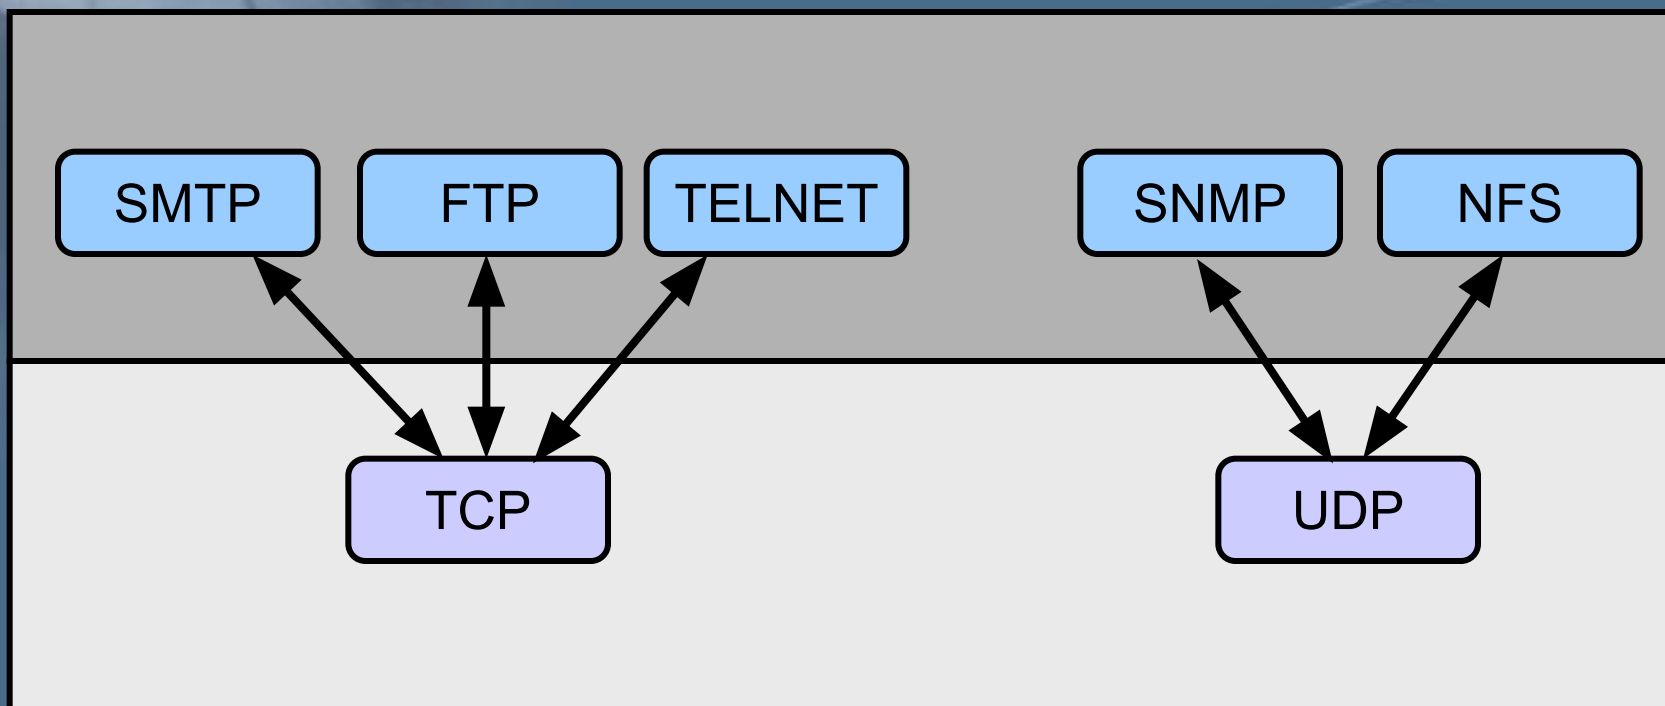 SMTP
FTP
TELNET
SNMP
NFS
TCP
UDP